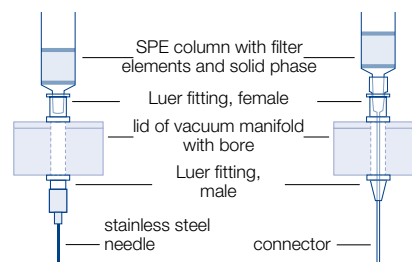 SPE column with filter
elements and solid phase
Luer fitting, female
lid of vacuum manifold
with bore
Luer fitting,
male
stainless steel
needle
connector